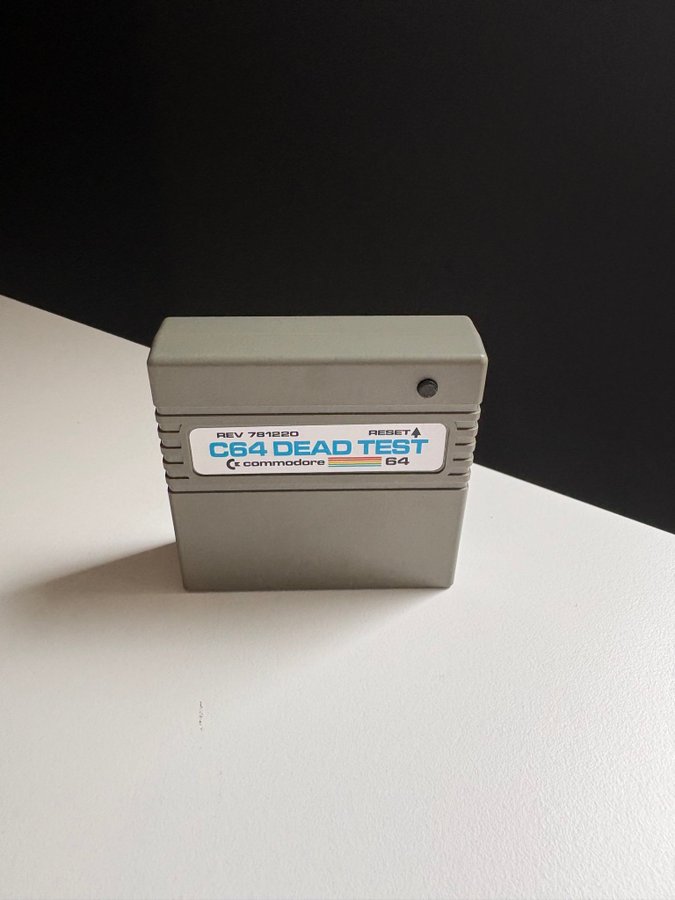 REV 781220 RESET
C64 DEAD TEST
commodore 64